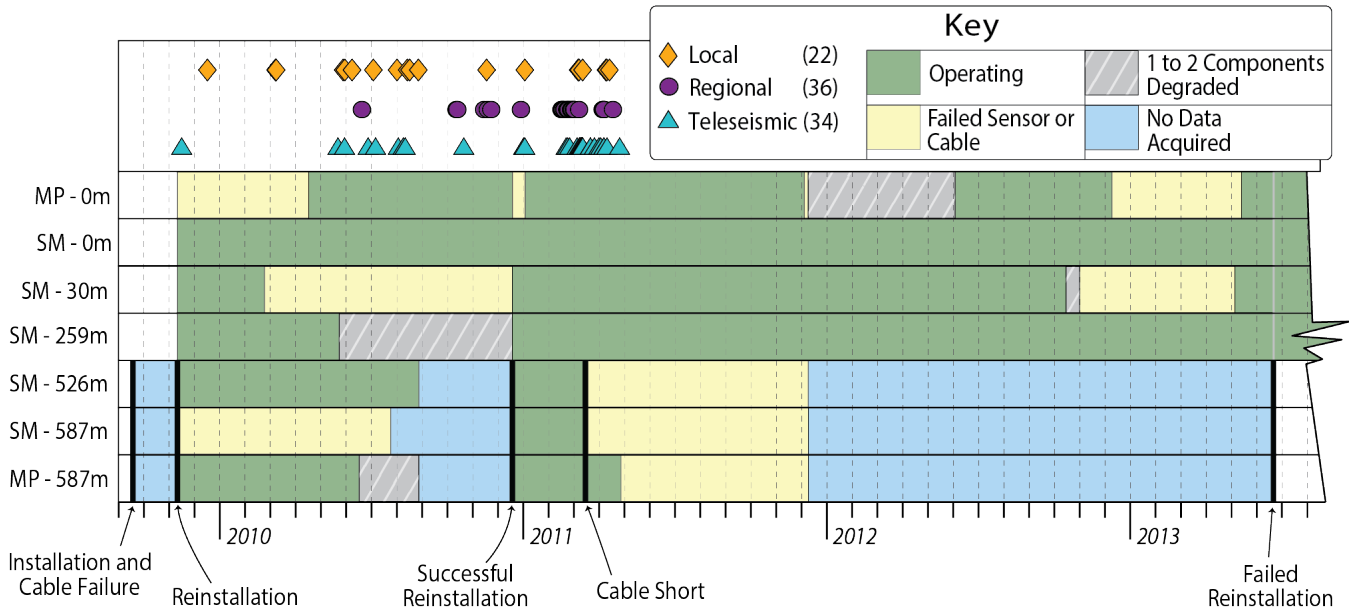 Key
Local (22)
Regional (36)
Teleseismic (34)
Operating
1 to 2 Components
Degraded
Failed Sensor or
Cable
No Data
Acquired
MP - 0m
SM - 0m
SM - 30m
SM - 259m
SM - 526m
SM - 587m
MP - 587m
2010
2011
2012
2013
Installation and
Cable Failure
Reinstallation
Successful
Reinstallation
Cable Short
Failed
Reinstallation